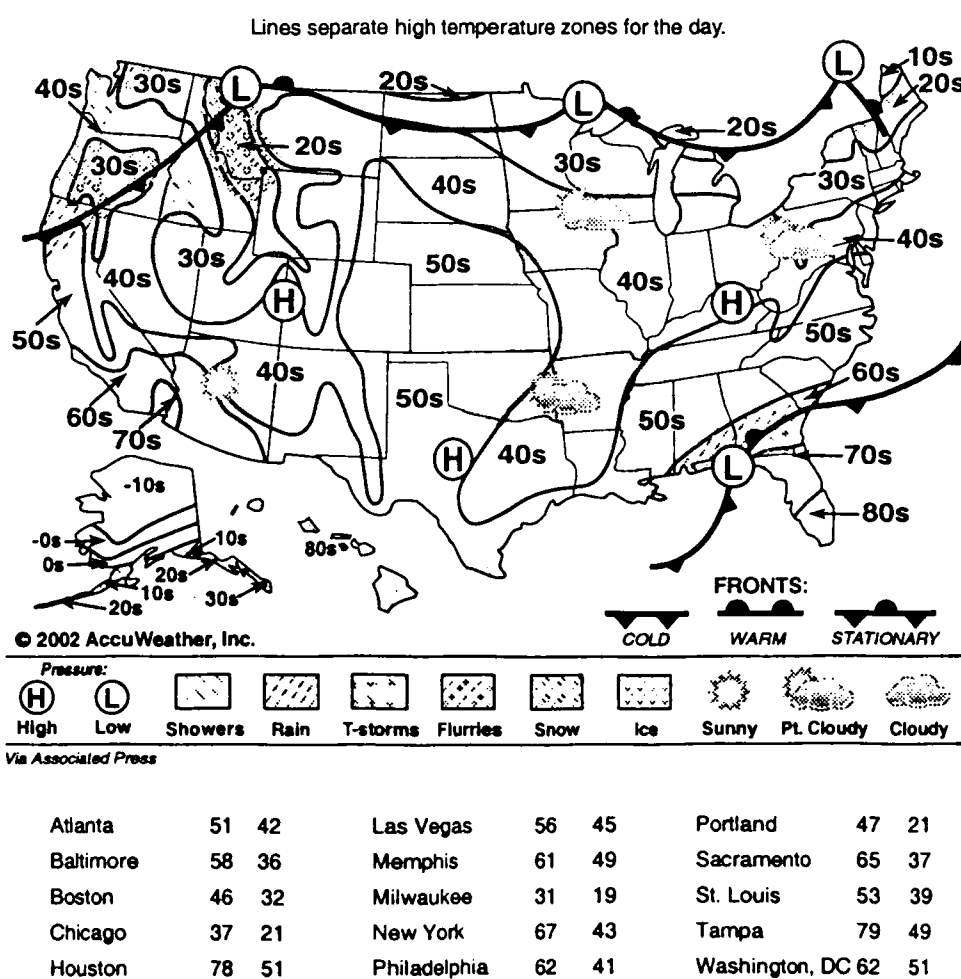 Lines separate high temperature zones for the day.
10s
20s
L
20s
L
L
30s
40s
20s
20s
30s
30s
40s
30s
40s
30s
50s
40s
40s
H
H
50s
50s
40s
60s
50s
50s
60s
70s
H
40s
L
70s
80s
-10s
-0s
0s
10s
20s
10s
20s
30s
80s
FRONTS:
COLD WARM STATIONARY
© 2002 AccuWeather, Inc.
Pressure:
H L
High Low Showers Rain T-storms Flurries Snow Ice Sunny Pt. Cloudy Cloudy
Via Associated Press
Atlanta 51 42 Las Vegas 56 45 Portland 47 21
Baltimore 58 36 Memphis 61 49 Sacramento 65 37
Boston 46 32 Milwaukee 31 19 St. Louis 53 39
Chicago 37 21 New York 67 43 Tampa 79 49
Houston 78 51 Philadelphia 62 41 Washington, DC 62 51